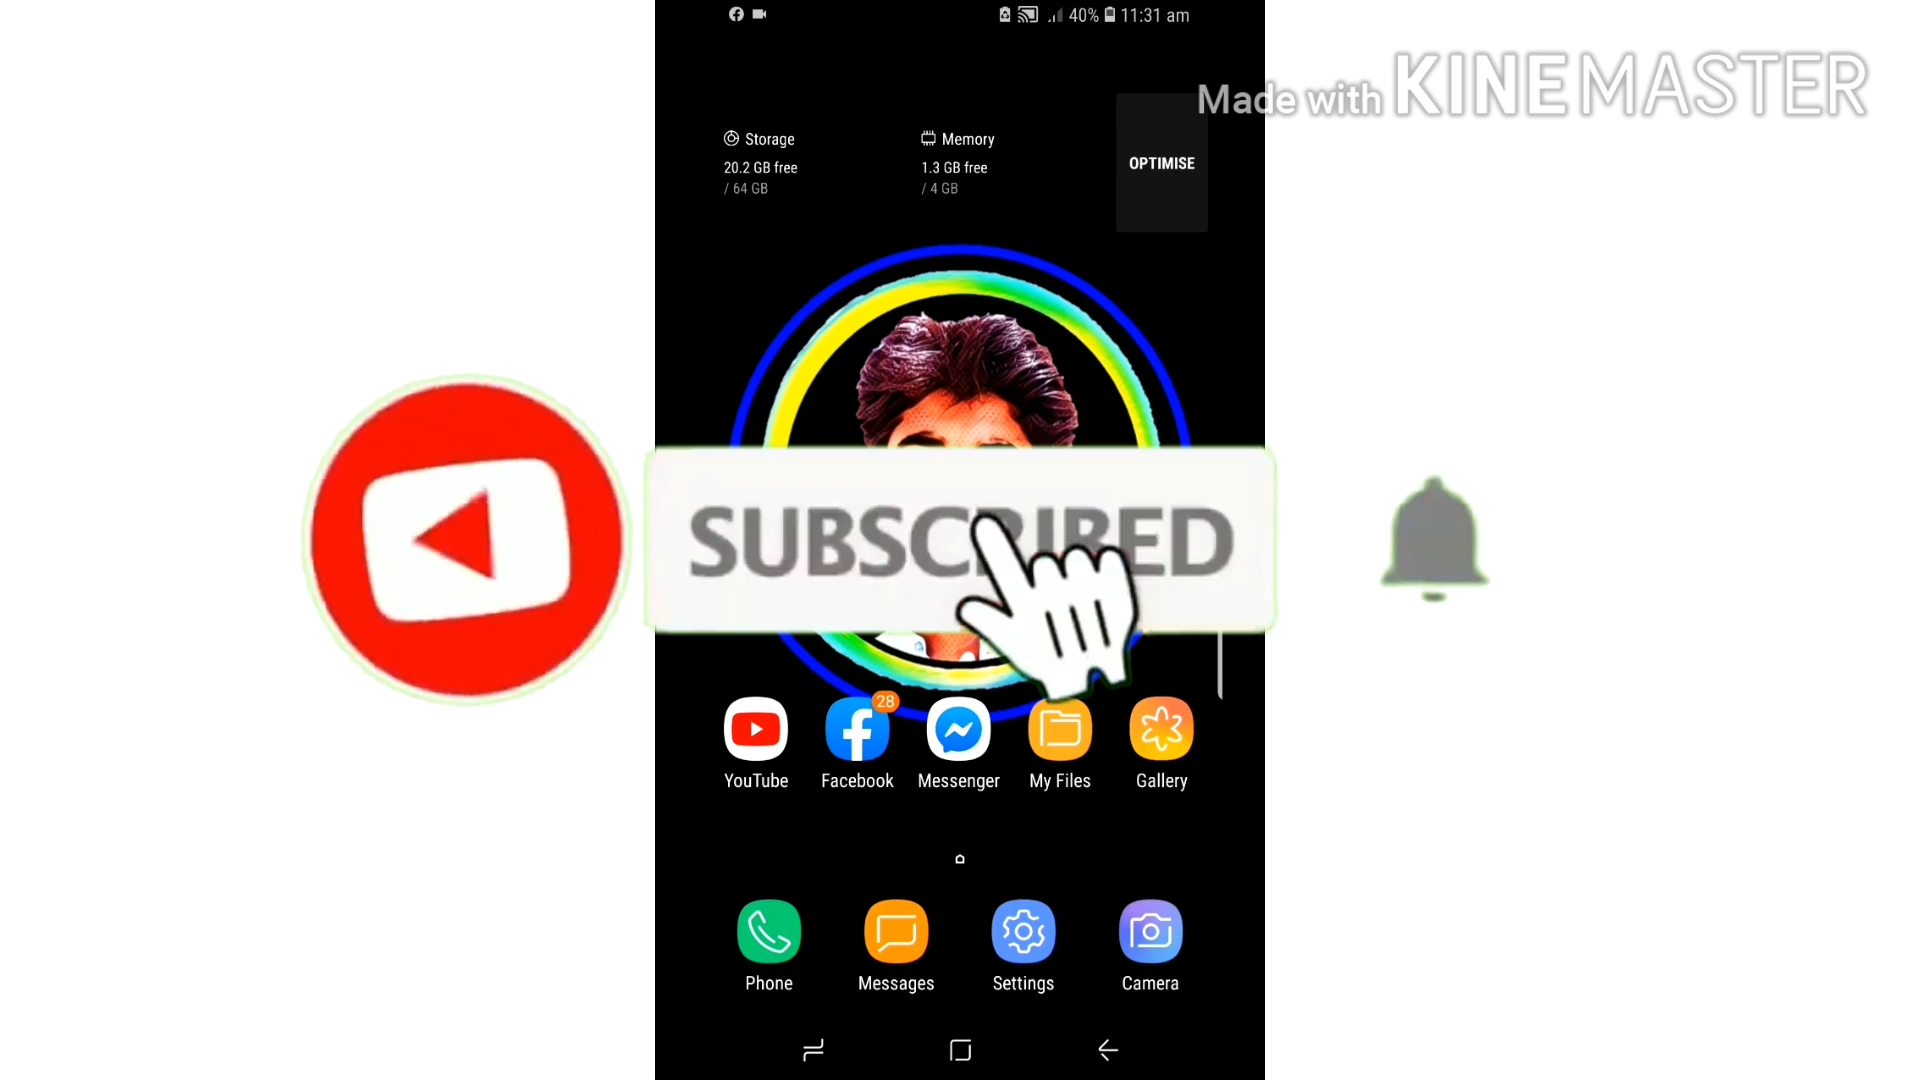 40% 11:31 am
Made with KINEMASTER
Storage
20.2 GB free
/ 64 GB
Memory
1.3 GB free
/ 4 GB
OPTIMISE
SUBSCRIBED
28
YouTube
Facebook
Messenger
My Files
Gallery
Phone
Messages
Settings
Camera